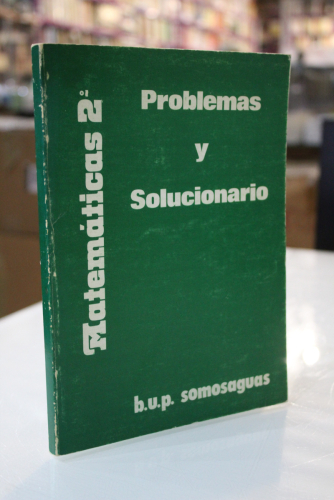 Matemáticas 2º
Problemas
y
Solucionario
b.u.p. somosaguas